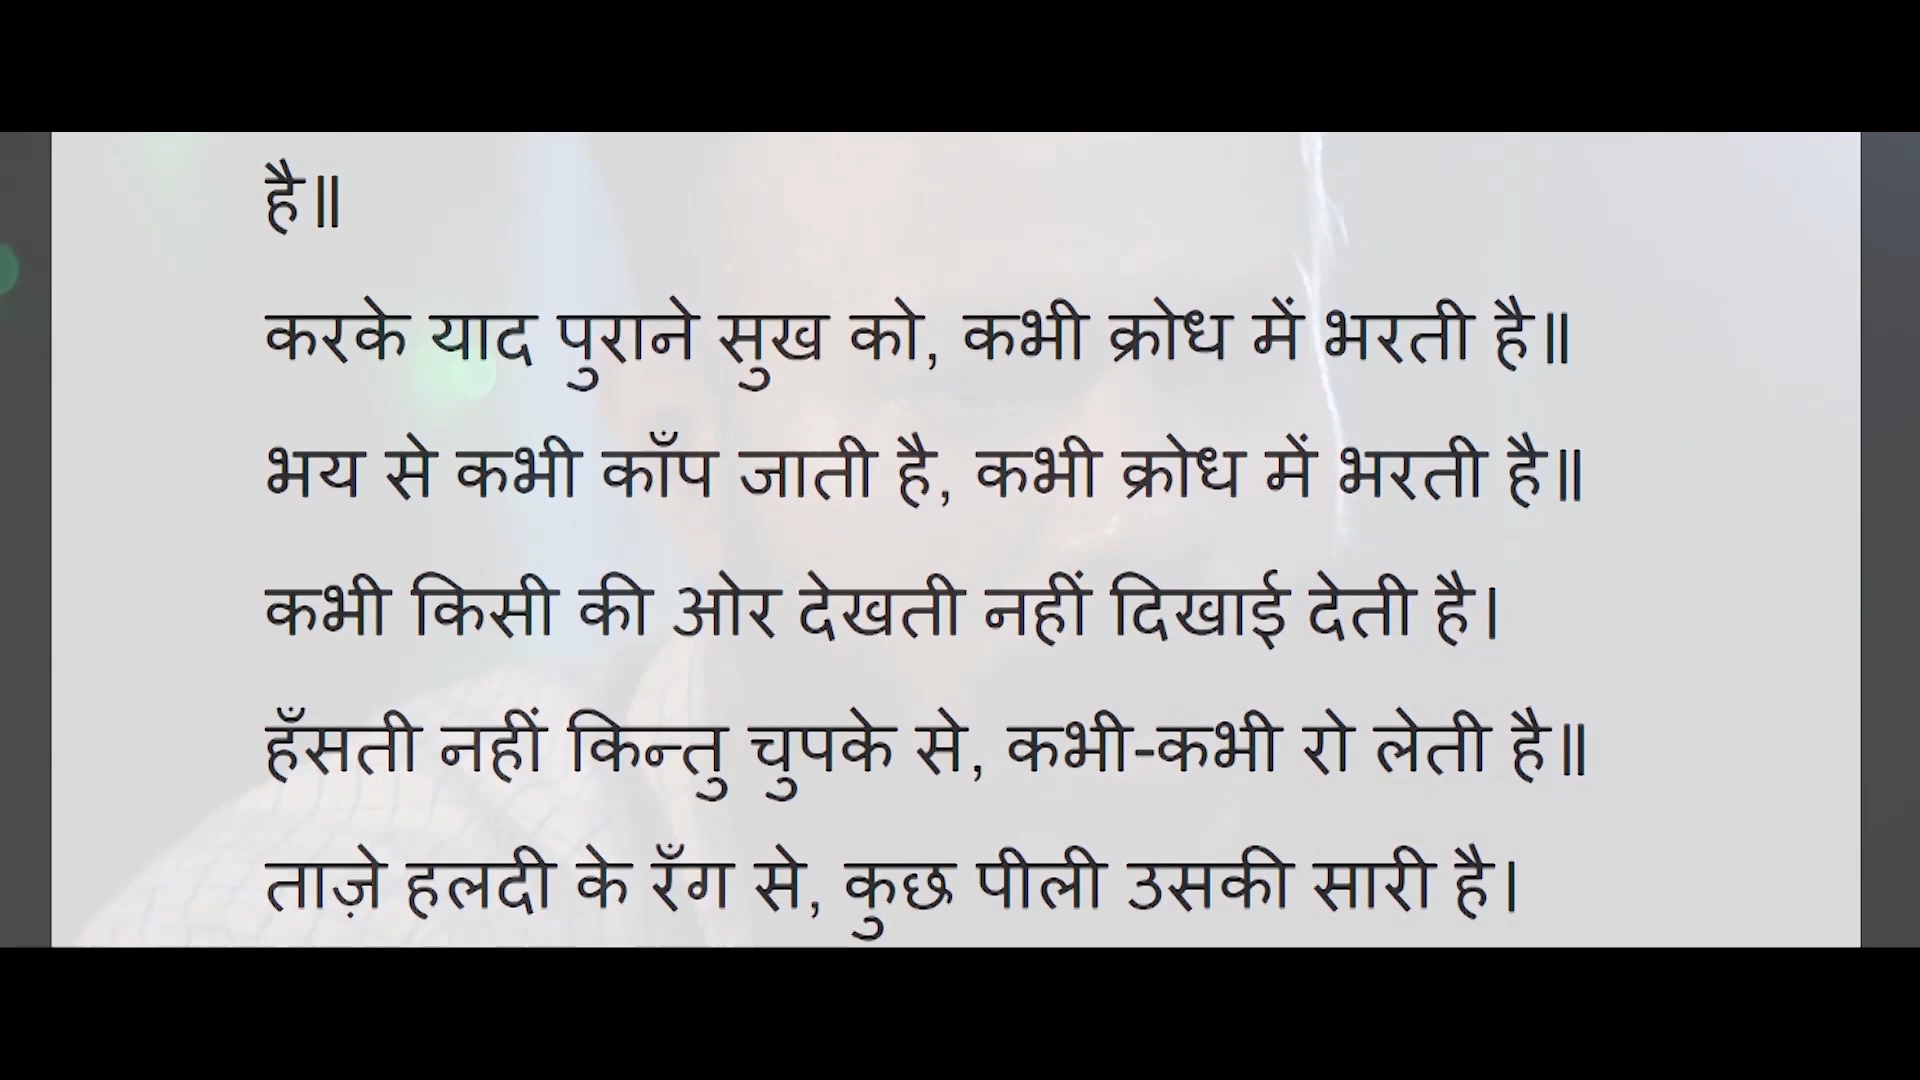 है॥
करके याद पुराने सुख को, कभी क्रोध में भरती है॥
भय से कभी काँप जाती है, कभी क्रोध में भरती है॥
कभी किसी की ओर देखती नहीं दिखाई देती है।
हँसती नहीं किन्तु चुपके से, कभी-कभी रो लेती है॥
ताज़े हलदी के रँग से, कुछ पीली उसकी सारी है।